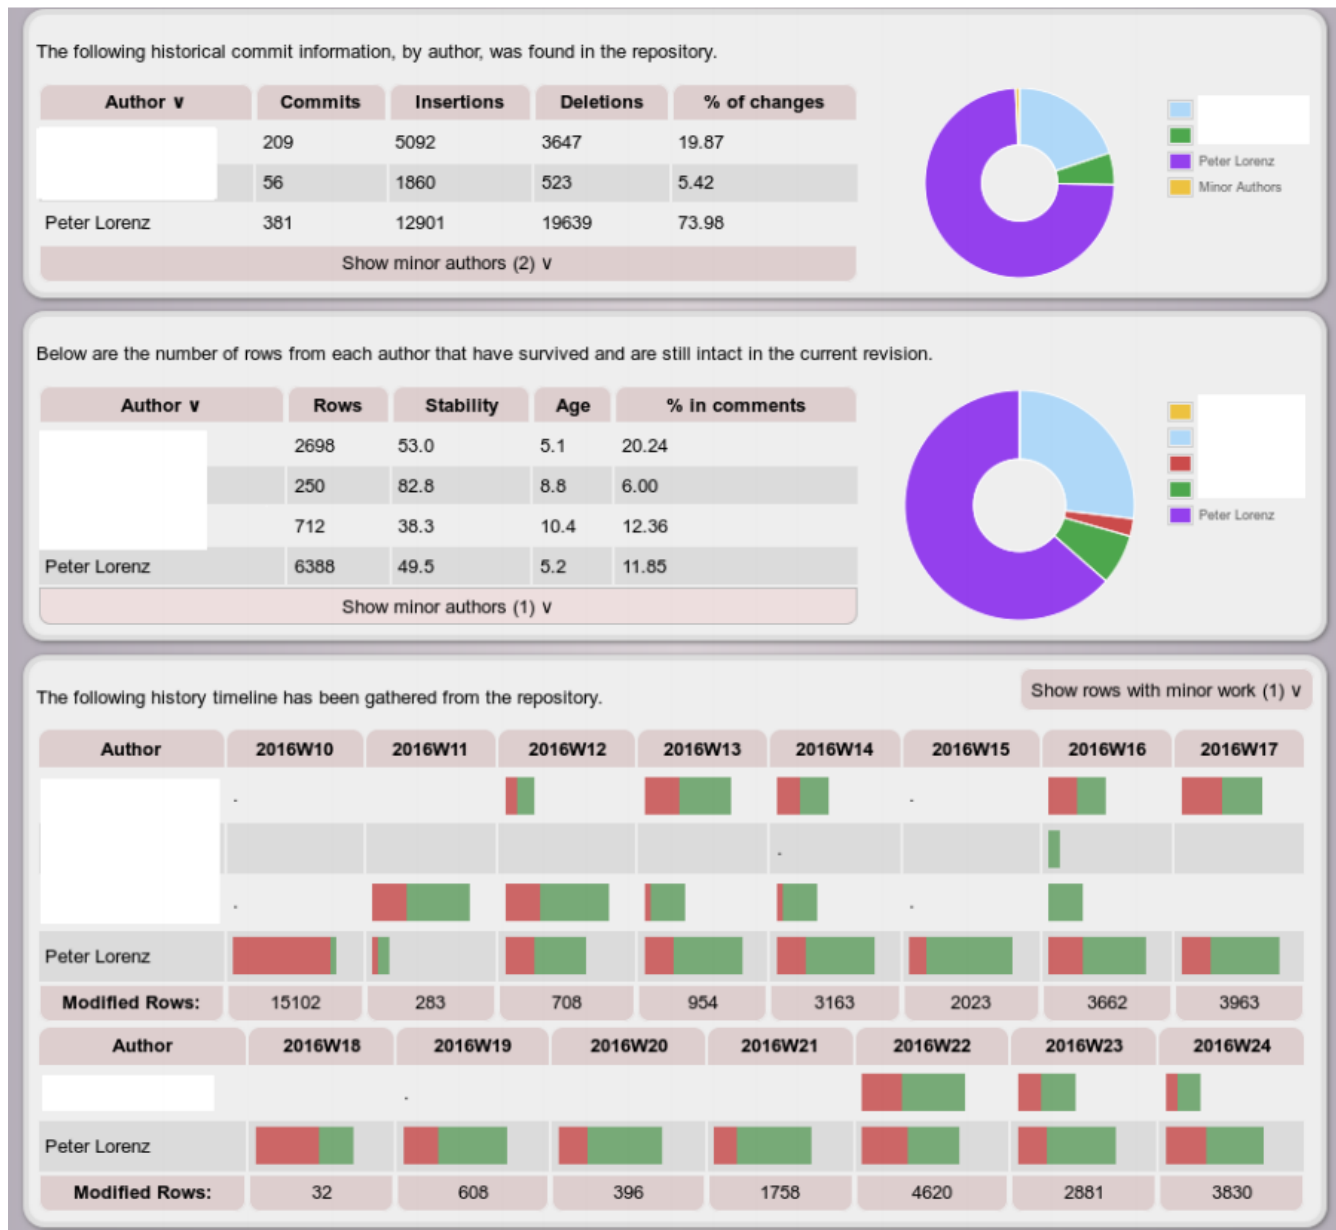 The following historical commit information, by author, was found in the repository.
Author ∨ Commits Insertions Deletions % of changes
209 5092 3647 19.87
56 1860 523 5.42
Peter Lorenz 381 12901 19639 73.98
Show minor authors (2) ∨
Peter Lorenz
Minor Authors
Below are the number of rows from each author that have survived and are still intact in the current revision.
Author ∨ Rows Stability Age % in comments
2698 53.0 5.1 20.24
250 82.8 8.8 6.00
712 38.3 10.4 12.36
Peter Lorenz 6388 49.5 5.2 11.85
Show minor authors (1) ∨
Peter Lorenz
The following history timeline has been gathered from the repository.
Show rows with minor work (1) ∨
Author 2016W10 2016W11 2016W12 2016W13 2016W14 2016W15 2016W16 2016W17
. .
.
. .
Peter Lorenz
Modified Rows: 15102 283 708 954 3163 2023 3662 3963
Author 2016W18 2016W19 2016W20 2016W21 2016W22 2016W23 2016W24
.
Peter Lorenz
Modified Rows: 32 608 396 1758 4620 2881 3830